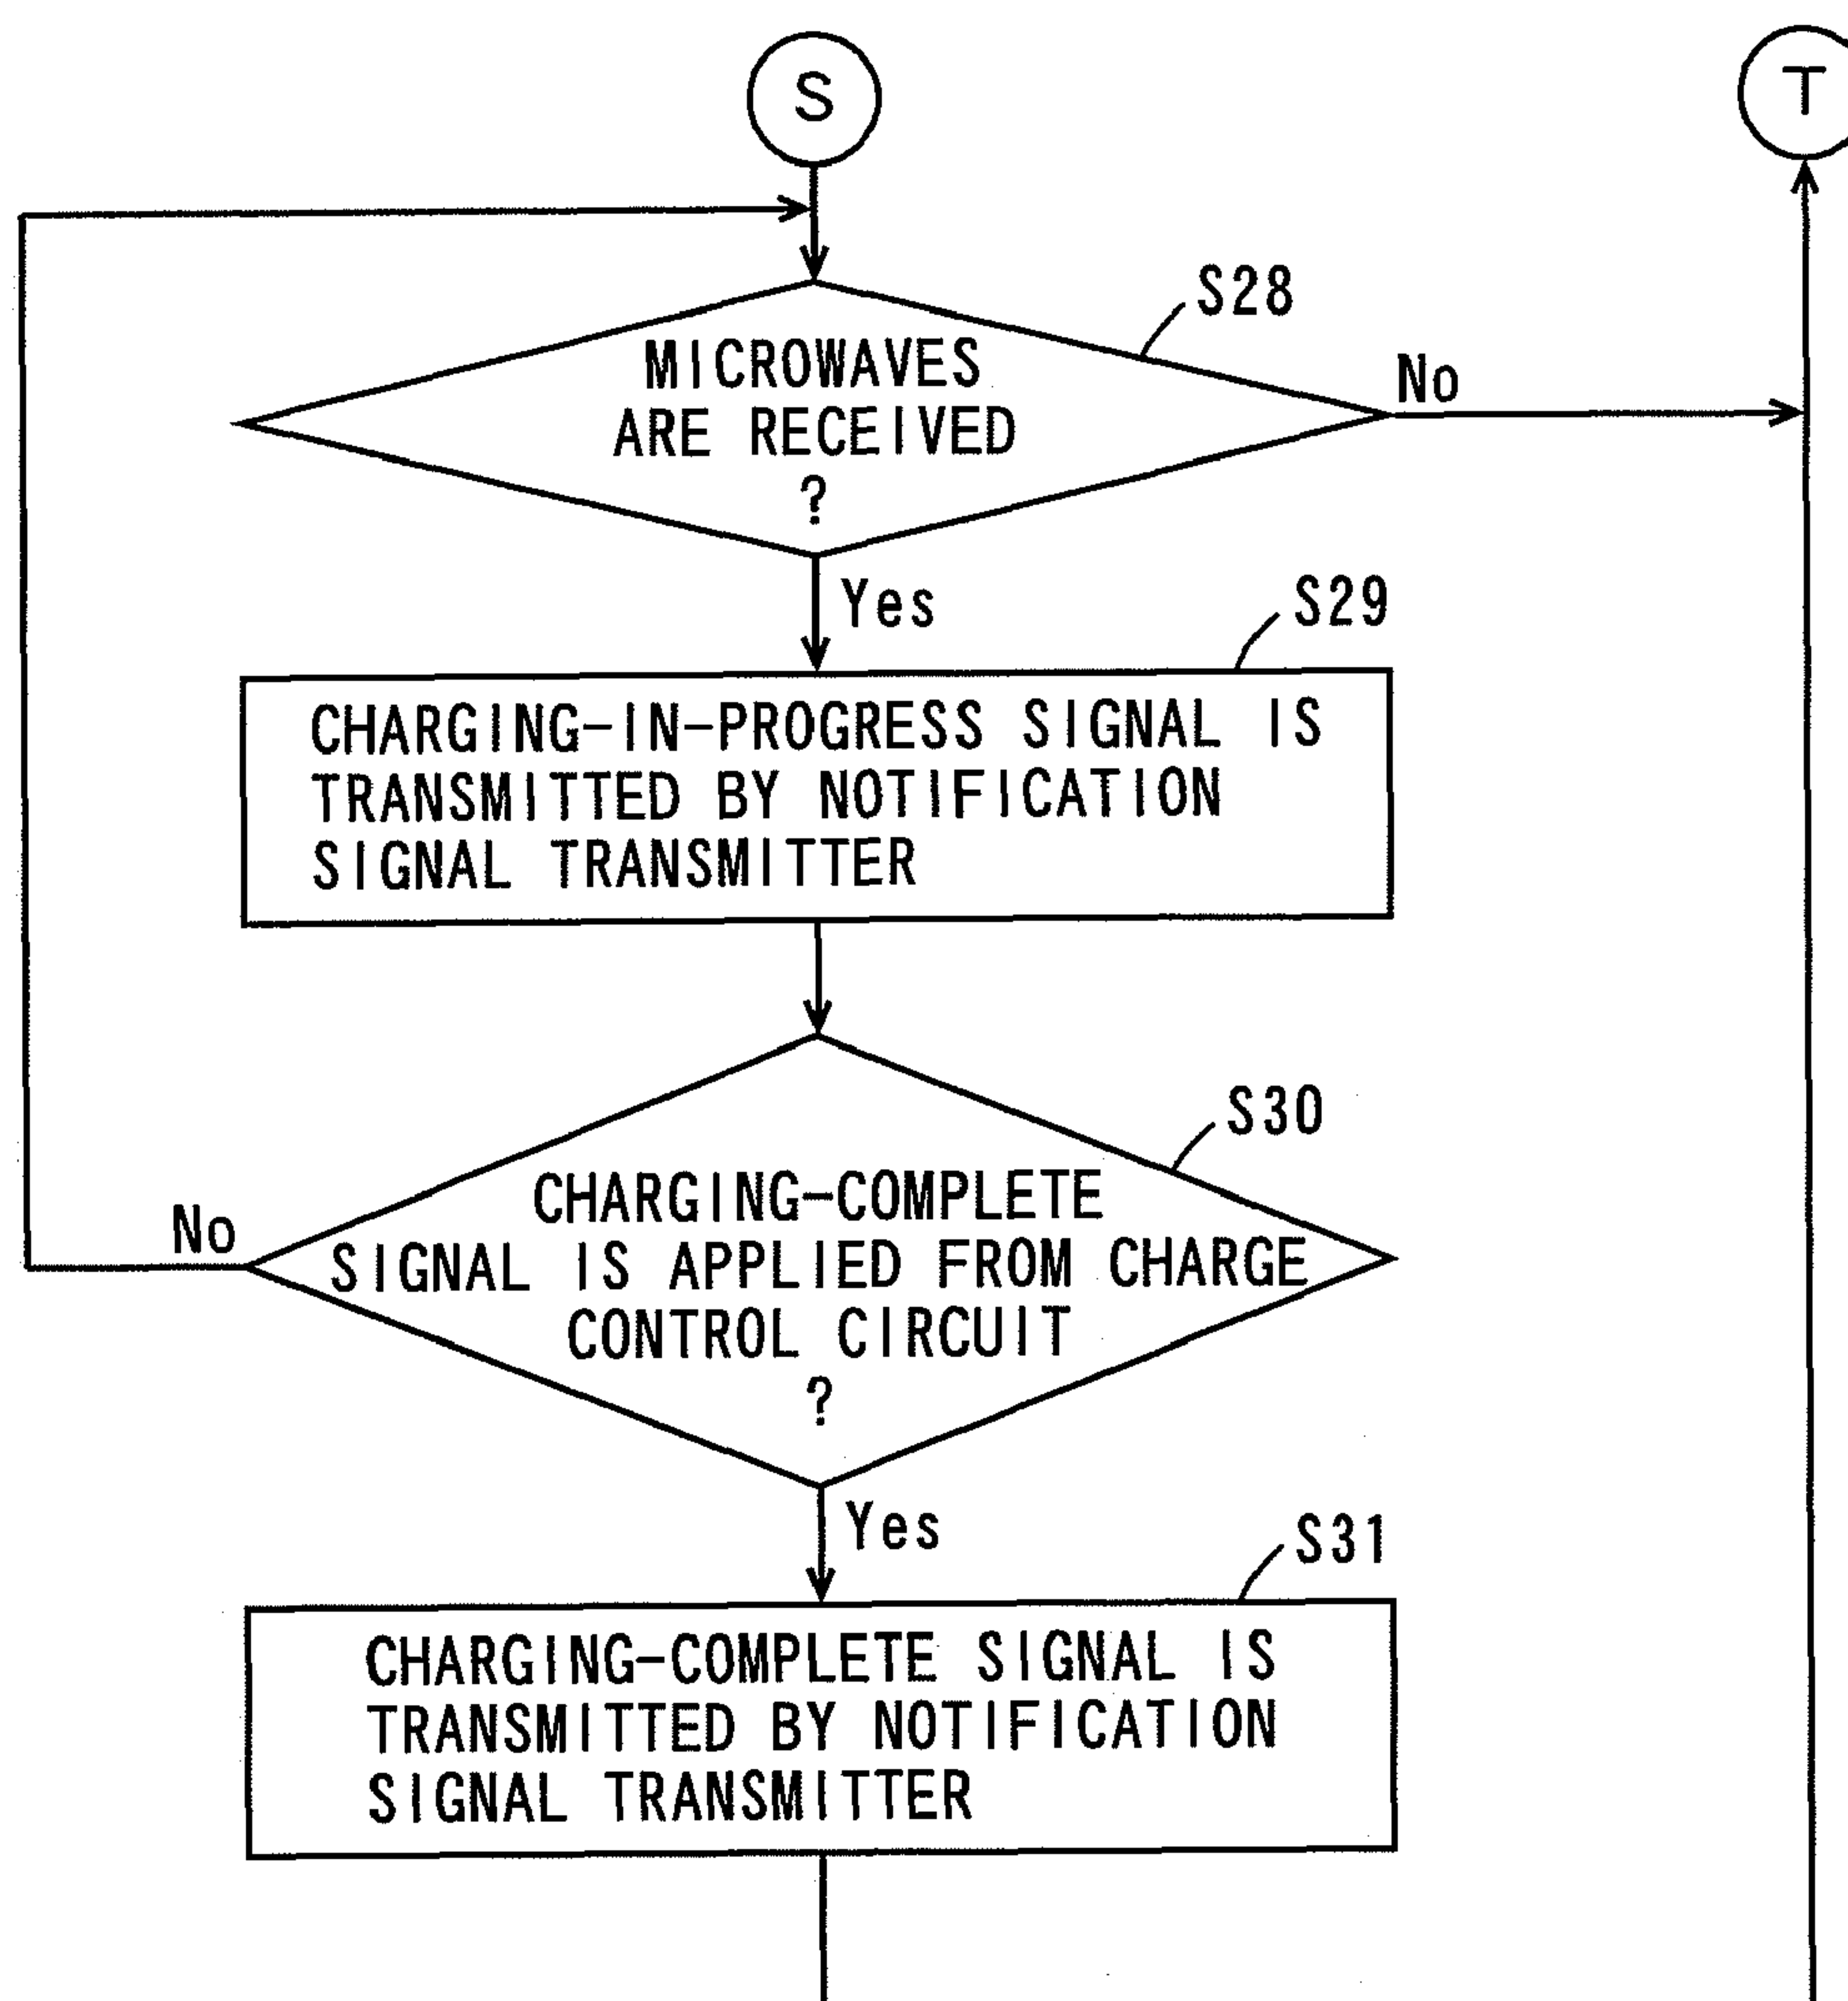 S
T
S28
MICROWAVES
ARE RECEIVED
?
No
Yes
S29
CHARGING-IN-PROGRESS SIGNAL IS
TRANSMITTED BY NOTIFICATION
SIGNAL TRANSMITTER
S30
CHARGING-COMPLETE
SIGNAL IS APPLIED FROM CHARGE
CONTROL CIRCUIT
?
No
Yes
S31
CHARGING-COMPLETE SIGNAL IS
TRANSMITTED BY NOTIFICATION
SIGNAL TRANSMITTER